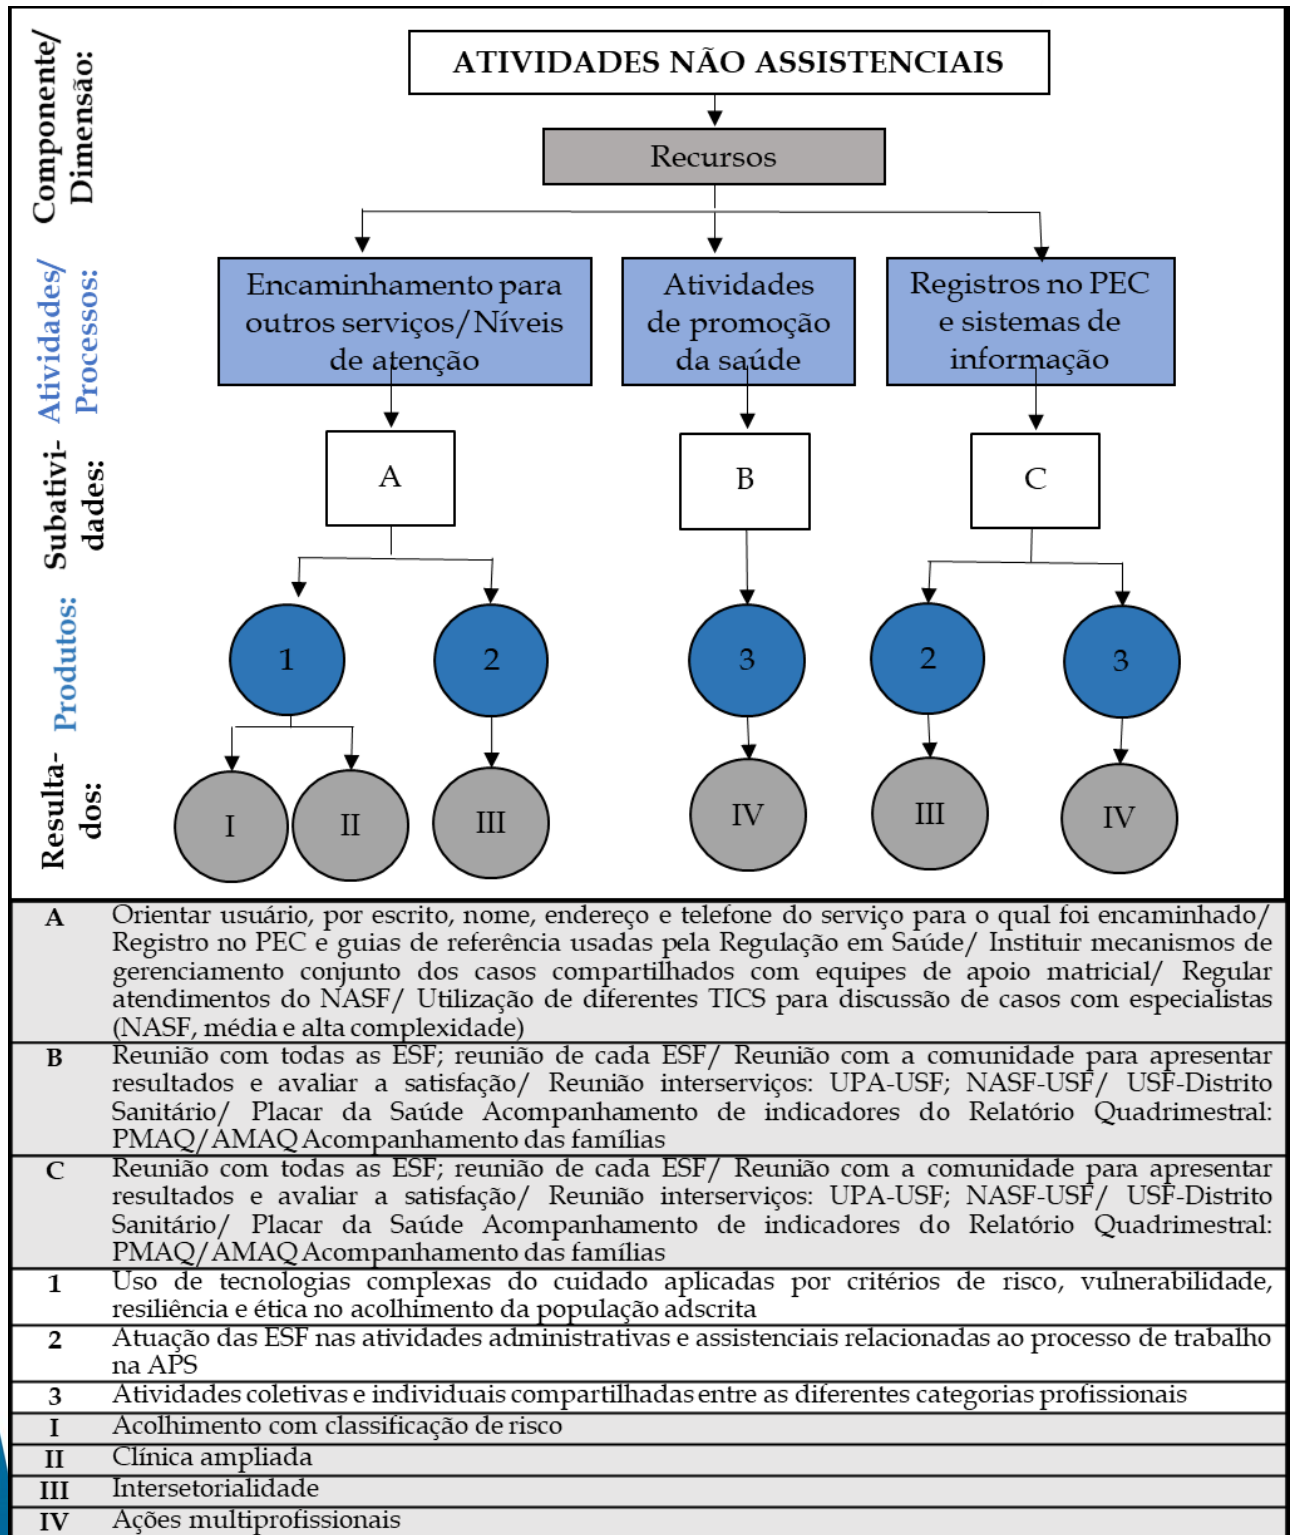 Componente/
Dimensão:
ATIVIDADES NÃO ASSISTENCIAIS
Recursos
Atividades/
Processos:
Encaminhamento para
outros serviços/Níveis
de atenção
Atividades
de promoção
da saúde
Registros no PEC
e sistemas de
informação
Subativi-
dades:
A
B
C
Produtos:
1
2
3
2
3
Resulta-
dos:
I
II
III
IV
III
IV
A Orientar usuário, por escrito, nome, endereço e telefone do serviço para o qual foi encaminhado/
Registro no PEC e guias de referência usadas pela Regulação em Saúde/ Instituir mecanismos de
gerenciamento conjunto dos casos compartilhados com equipes de apoio matricial/ Regular
atendimentos do NASF/ Utilização de diferentes TICS para discussão de casos com especialistas
(NASF, média e alta complexidade)
B Reunião com todas as ESF; reunião de cada ESF/ Reunião com a comunidade para apresentar
resultados e avaliar a satisfação/ Reunião interserviços: UPA-USF; NASF-USF/ USF-Distrito
Sanitário/ Placar da Saúde Acompanhamento de indicadores do Relatório Quadrimestral:
PMAQ/AMAQ Acompanhamento das famílias
C Reunião com todas as ESF; reunião de cada ESF/ Reunião com a comunidade para apresentar
resultados e avaliar a satisfação/ Reunião interserviços: UPA-USF; NASF-USF/ USF-Distrito
Sanitário/ Placar da Saúde Acompanhamento de indicadores do Relatório Quadrimestral:
PMAQ/AMAQ Acompanhamento das famílias
1 Uso de tecnologias complexas do cuidado aplicadas por critérios de risco, vulnerabilidade,
resiliência e ética no acolhimento da população adscrita
2 Atuação das ESF nas atividades administrativas e assistenciais relacionadas ao processo de trabalho
na APS
3 Atividades coletivas e individuais compartilhadas entre as diferentes categorias profissionais
I Acolhimento com classificação de risco
II Clínica ampliada
III Intersetorialidade
IV Ações multiprofissionais